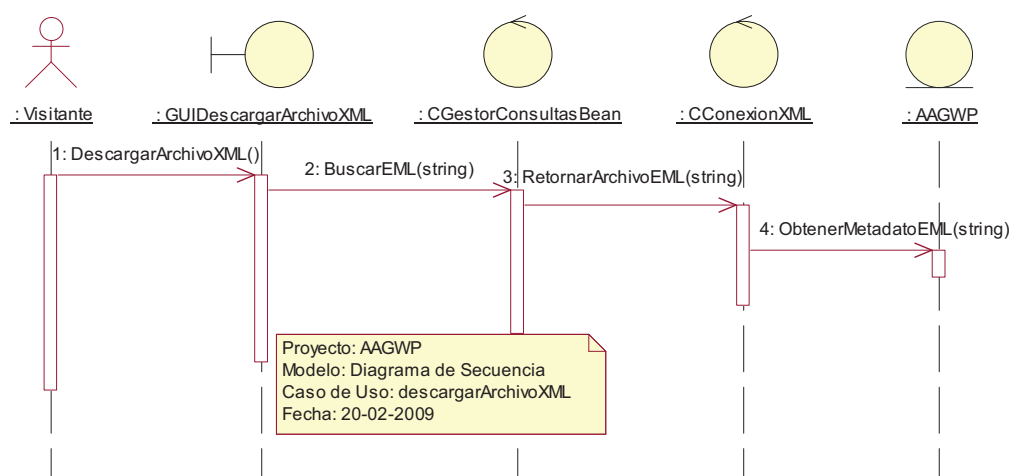 : Visitante
: GUIDescargarArchivoXML
: CGestorConsultasBean
: CConexionXML
: AAGWP
1: DescargarArchivoXML()
2: BuscarEML(string)
3: RetornarArchivoEML(string)
4: ObtenerMetadatoEML(string)
Proyecto: AAGWP
Modelo: Diagrama de Secuencia
Caso de Uso: descargarArchivoXML
Fecha: 20-02-2009